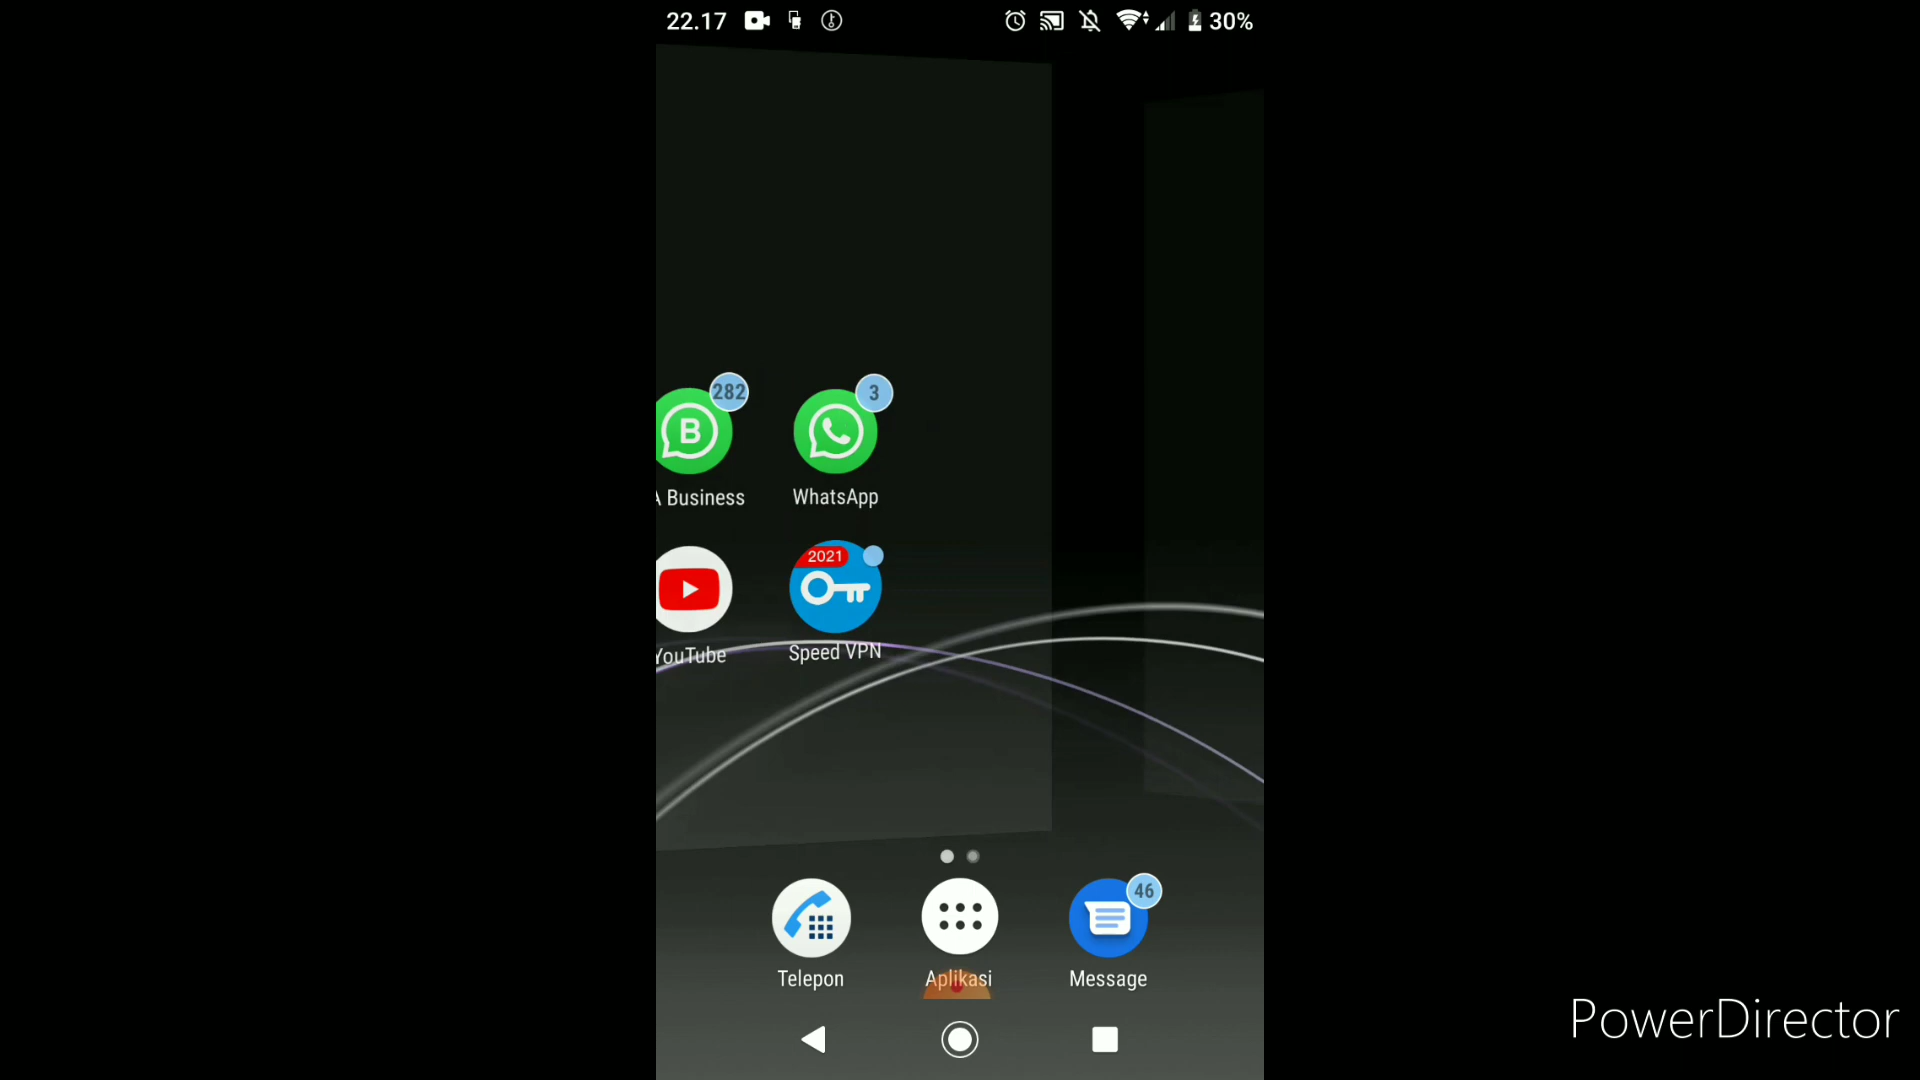 22.17
30%
282
3
A Business
WhatsApp
2021
YouTube
Speed VPN
46
Telepon
Aplikasi
Message
PowerDirector